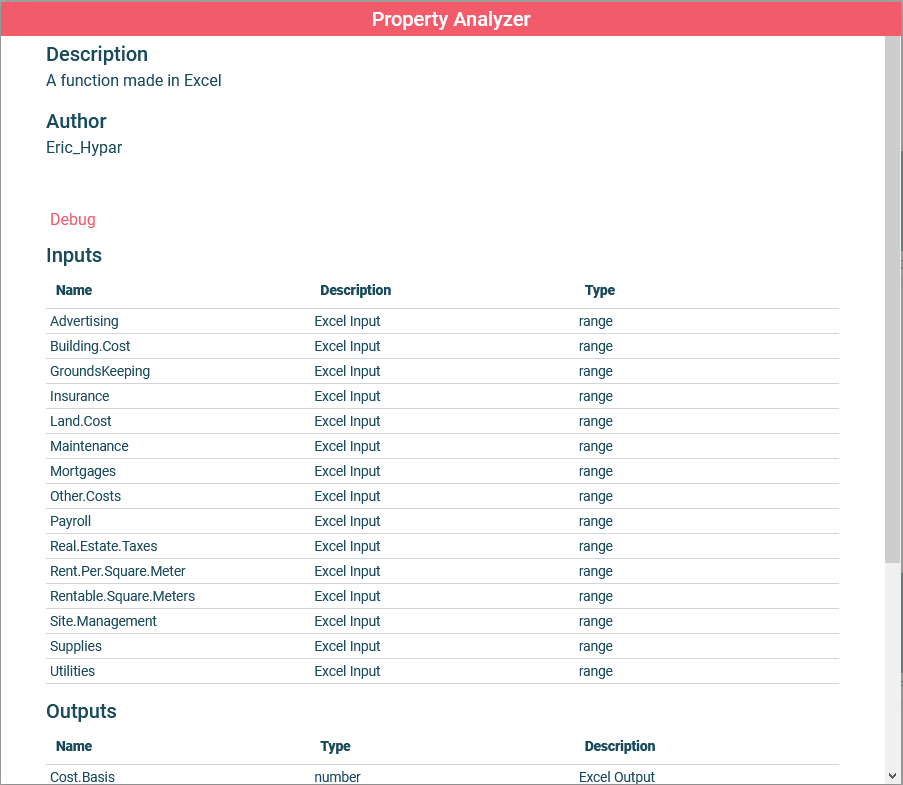 Property Analyzer
Description
A function made in Excel
Author
Eric_Hypar
Debug
Inputs
Name Description Type
Advertising Excel Input range
Building.Cost Excel Input range
GroundsKeeping Excel Input range
Insurance Excel Input range
Land.Cost Excel Input range
Maintenance Excel Input range
Mortgages Excel Input range
Other.Costs Excel Input range
Payroll Excel Input range
Real.Estate.Taxes Excel Input range
Rent.Per.Square.Meter Excel Input range
Rentable.Square.Meters Excel Input range
Site.Management Excel Input range
Supplies Excel Input range
Utilities Excel Input range
Outputs
Name Type Description
Cost.Basis number Excel Output